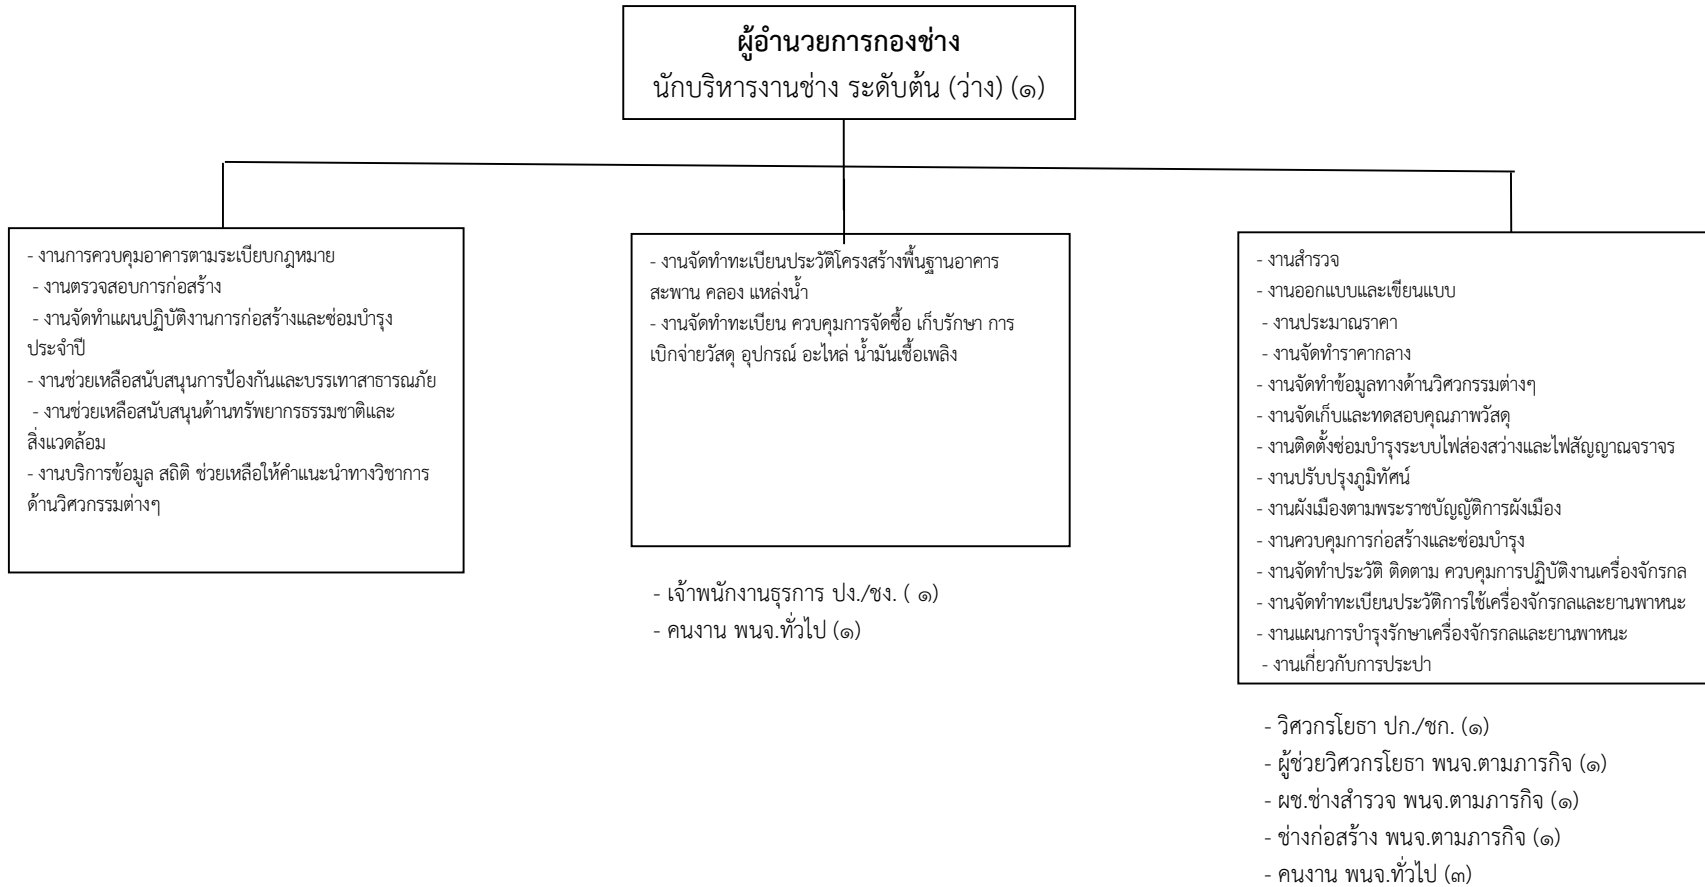 ผู้อำนวยการกองช่าง
นักบริหารงานช่าง ระดับต้น (ว่าง) (๑)
- งานการควบคุมอาคารตามระเบียบกฎหมาย
- งานตรวจสอบการก่อสร้าง
- งานจัดทำแผนปฏิบัติงานการก่อสร้างและซ่อมบำรุง
ประจำปี
- งานช่วยเหลือสนับสนุนการป้องกันและบรรเทาสาธารณภัย
- งานช่วยเหลือสนับสนุนด้านทรัพยากรธรรมชาติและ
สิ่งแวดล้อม
- งานบริการข้อมูล สถิติ ช่วยเหลือให้คำแนะนำทางวิชาการ
ด้านวิศวกรรมต่างๆ
- งานจัดทำทะเบียนประวัติโครงสร้างพื้นฐานอาคาร
สะพาน คลอง แหล่งน้ำ
- งานจัดทำทะเบียน ควบคุมการจัดซื้อ เก็บรักษา การ
เบิกจ่ายวัสดุ อุปกรณ์ อะไหล่ น้ำมันเชื้อเพลิง
- เจ้าพนักงานธุรการ ปง./ชง. ( ๑)
- คนงาน พนจ.ทั่วไป (๑)
- งานสำรวจ
- งานออกแบบและเขียนแบบ
- งานประมาณราคา
- งานจัดทำราคากลาง
- งานจัดทำข้อมูลทางด้านวิศวกรรมต่างๆ
- งานจัดเก็บและทดสอบคุณภาพวัสดุ
- งานติดตั้งซ่อมบำรุงระบบไฟส่องสว่างและไฟสัญญาณจราจร
- งานปรับปรุงภูมิทัศน์
- งานผังเมืองตามพระราชบัญญัติการผังเมือง
- งานควบคุมการก่อสร้างและซ่อมบำรุง
- งานจัดทำประวัติ ติดตาม ควบคุมการปฏิบัติงานเครื่องจักรกล
- งานจัดทำทะเบียนประวัติการใช้เครื่องจักรกลและยานพาหนะ
- งานแผนการบำรุงรักษาเครื่องจักรกลและยานพาหนะ
- งานเกี่ยวกับการประปา
- วิศวกรโยธา ปก./ชก. (๑)
- ผู้ช่วยวิศวกรโยธา พนจ.ตามภารกิจ (๑)
- ผช.ช่างสำรวจ พนจ.ตามภารกิจ (๑)
- ช่างก่อสร้าง พนจ.ตามภารกิจ (๑)
- คนงาน พนจ.ทั่วไป (๓)